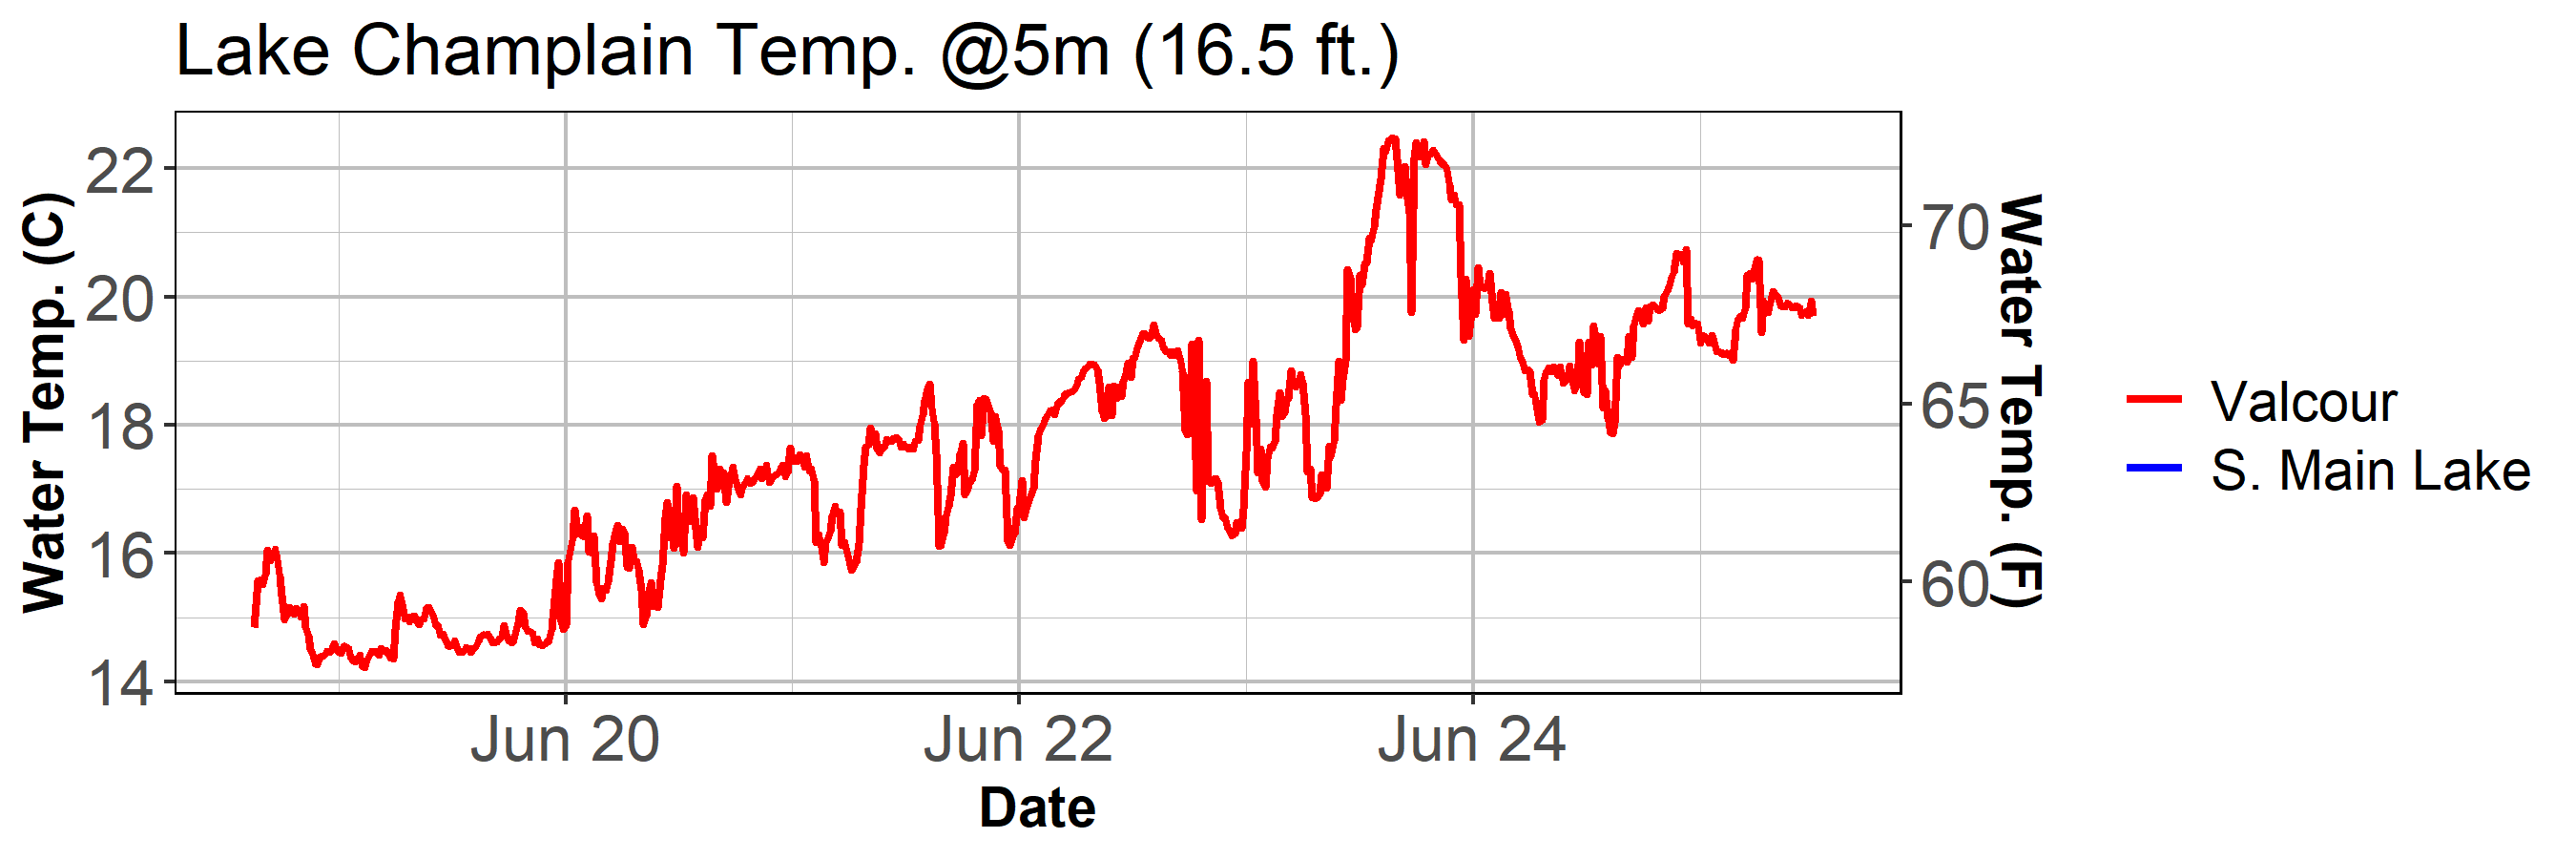 Lake Champlain Temp. @5m (16.5 ft.)
Water Temp. (C)
22
20
18
16
14
70
65
60
Water Temp. (F)
Jun 20
Jun 22
Jun 24
Date
Valcour
S. Main Lake